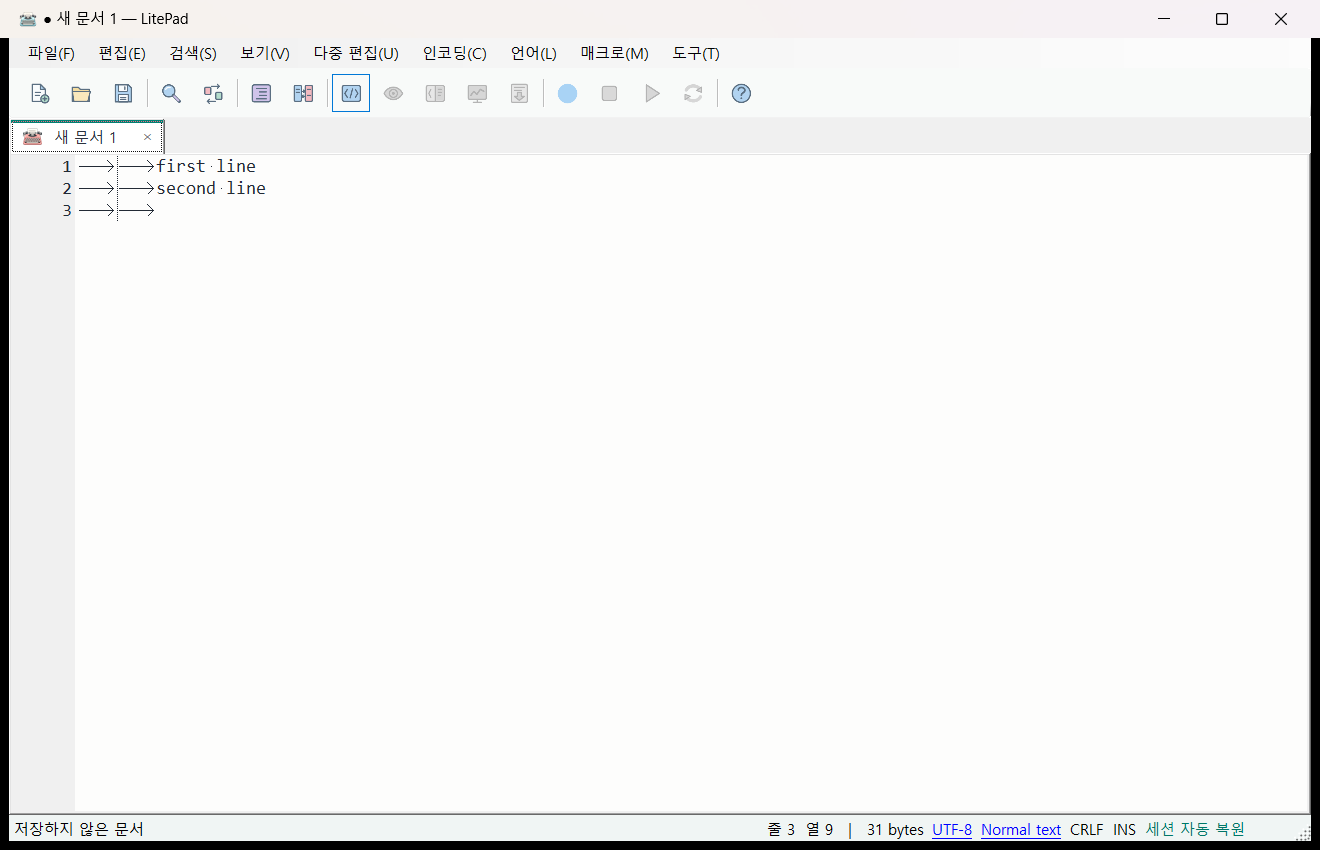 ● 새 문서 1 — LitePad
파일(F) 편집(E) 검색(S) 보기(V) 다중 편집(U) 인코딩(C) 언어(L) 매크로(M) 도구(T)
새 문서 1 ×
1 first line
2 second line
3
저장하지 않은 문서 줄 3 열 9 | 31 bytes UTF-8 Normal text CRLF INS 세션 자동 복원